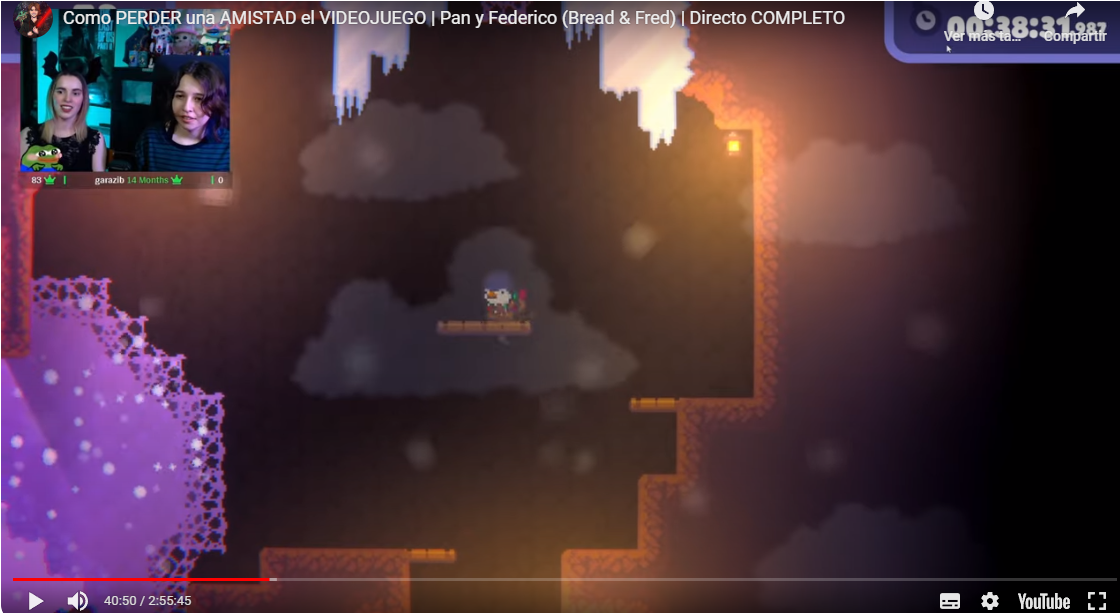 Como PERDER una AMISTAD el VIDEOJUEGO | Pan y Federico (Bread & Fred) | Directo COMPLETO
00:38:31.987
Ver más ta... Compartir
83 garazib 14 Months 0
40:50 / 2:55:45 YouTube